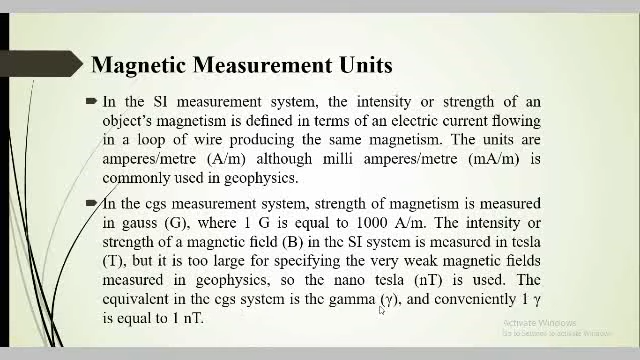 Magnetic Measurement Units
In the SI measurement system, the intensity or strength of an
object's magnetism is defined in terms of an electric current flowing
in a loop of wire producing the same magnetism. The units are
amperes/metre (A/m) although milli amperes/metre (mA/m) is
commonly used in geophysics.
In the cgs measurement system, strength of magnetism is measured
in gauss (G), where 1 G is equal to 1000 A/m. The intensity or
strength of a magnetic field (B) in the SI system is measured in tesla
(T), but it is too large for specifying the very weak magnetic fields
measured in geophysics, so the nano tesla (nT) is used. The
equivalent in the cgs system is the gamma (γ), and conveniently 1 γ
is equal to 1 nT.
Activate Windows
Go to Settings to activate Windows.